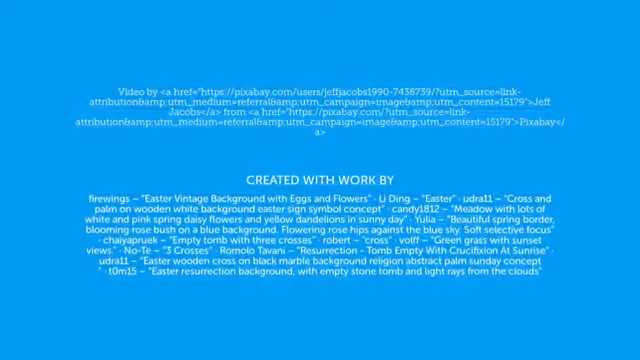 Video by <a href="https://pixabay.com/users/jeffjacobs1990-7438739/?utm_source=link-
attribution&amp;utm_medium=referral&amp;utm_campaign=image&amp;utm_content=15179">Jeff
Jacobs</a> from <a href="https://pixabay.com/?utm_source=link-
attribution&amp;utm_medium=referral&amp;utm_campaign=image&amp;utm_content=15179">Pixabay</
a>
CREATED WITH WORK BY
firewings – "Easter Vintage Background with Eggs and Flowers" · Li Ding – "Easter" · udra11 – "Cross and
palm on wooden white background easter sign symbol concept" · candy1812 – "Meadow with lots of
white and pink spring daisy flowers and yellow dandelions in sunny day" · Yulia – "Beautiful spring border,
blooming rose bush on a blue background. Flowering rose hips against the blue sky. Soft selective focus"
· chaiyapruek – "Empty tomb with three crosses" · robert – "cross" · volff – "Green grass with sunset
views." · No-Te – "3 Crosses" · Romolo Tavani – "Resurrection - Tomb Empty With Crucifixion At Sunrise" ·
udra11 – "Easter wooden cross on black marble background religion abstract palm sunday concept
" · t0m15 – "Easter resurrection background, with empty stone tomb and light rays from the clouds"